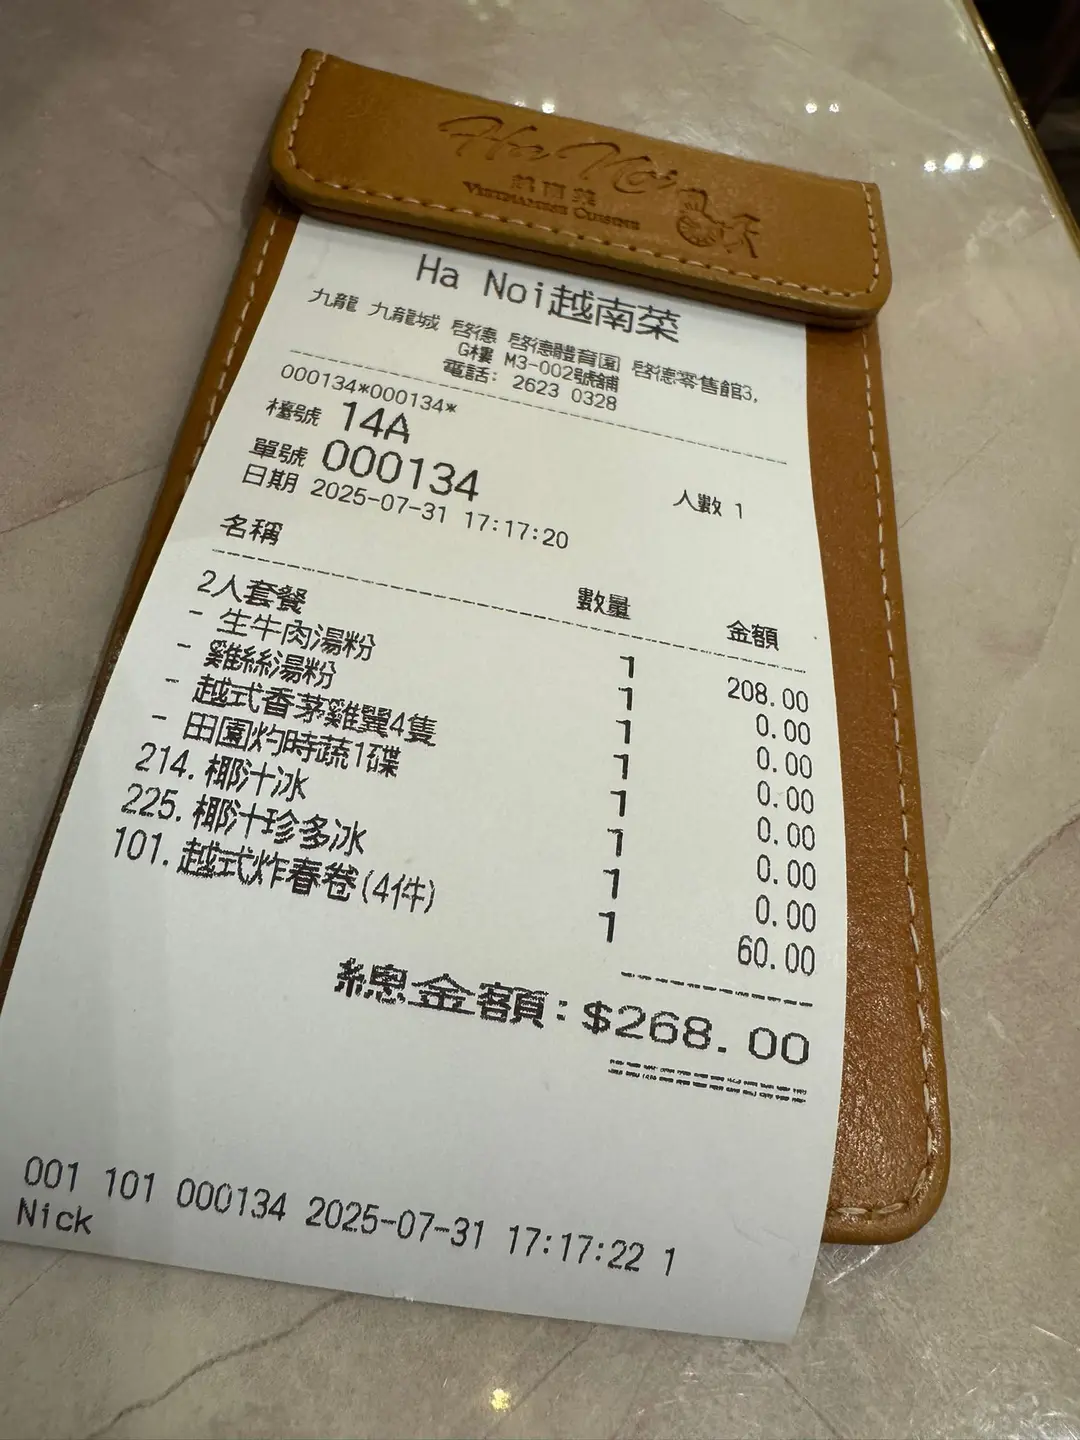 Ha Noi
越南菜
VIETNAMESE CUISINE
Ha Noi越南菜
九龍 九龍城 啓德 啓德體育園 啓德零售館3,
G樓 M3-002號舖
電話: 2623 0328
000134*000134*
檯號 14A
單號 000134 人數 1
日期 2025-07-31 17:17:20
名稱 數量 金額
2人套餐 1 208.00
- 生牛肉湯粉 1 0.00
- 雞絲湯粉 1 0.00
- 越式香茅雞翼4隻 1 0.00
- 田園灼時蔬1碟 1 0.00
214. 椰汁冰 1 0.00
225. 椰汁珍多冰 1 0.00
101. 越式炸春卷(4件) 1 60.00
總金額: $268.00
001 101 000134 2025-07-31 17:17:22 1
Nick